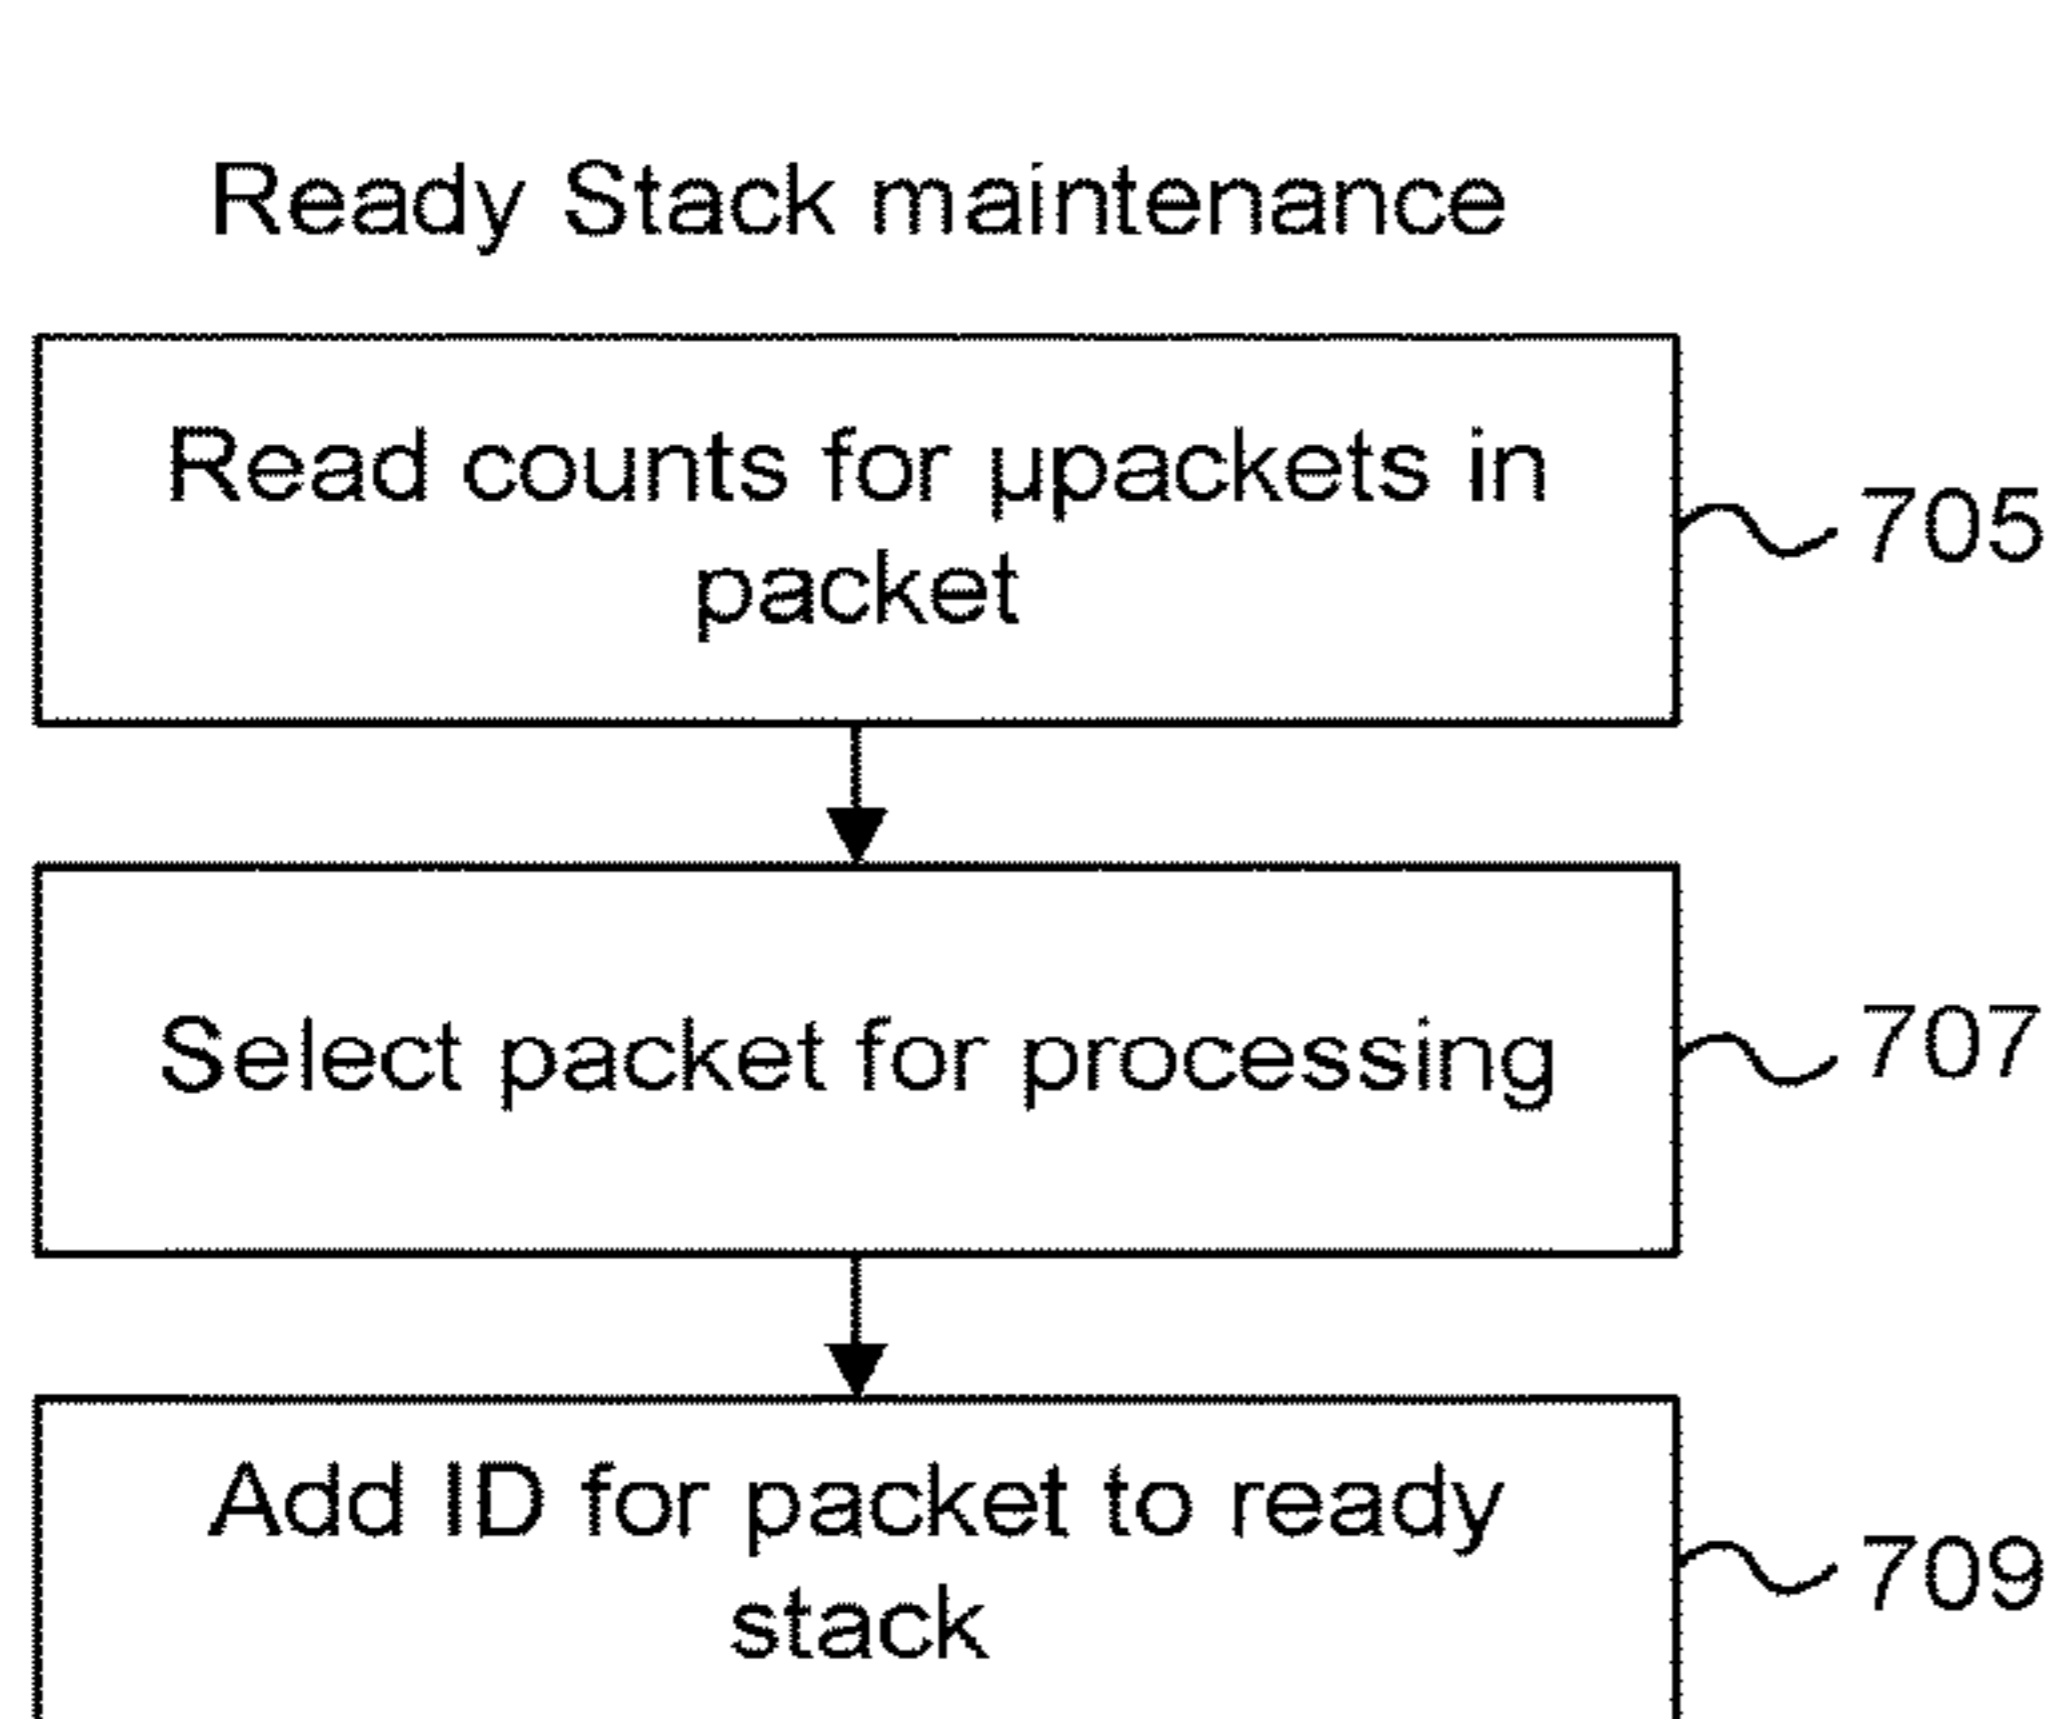 Ready Stack maintenance
Read counts for µpackets in
packet
705
Select packet for processing
707
Add ID for packet to ready
stack
709